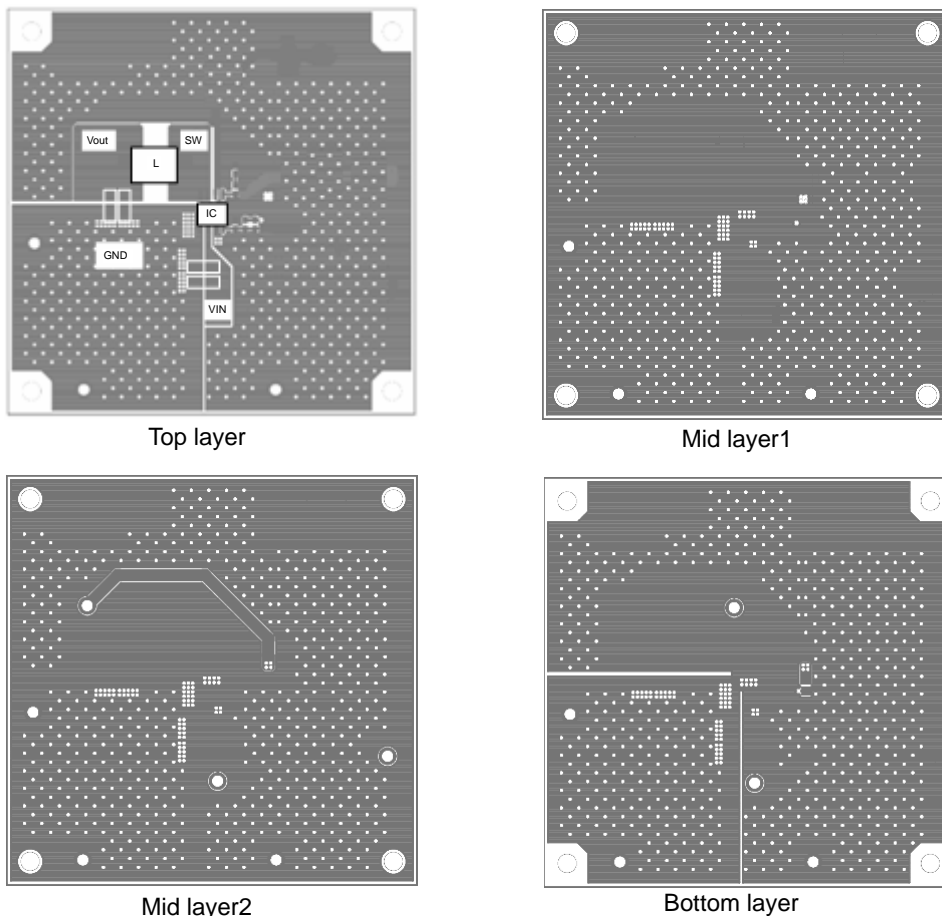 Vout
SW
L
IC
GND
VIN
Top layer
Mid layer1
Mid layer2
Bottom layer